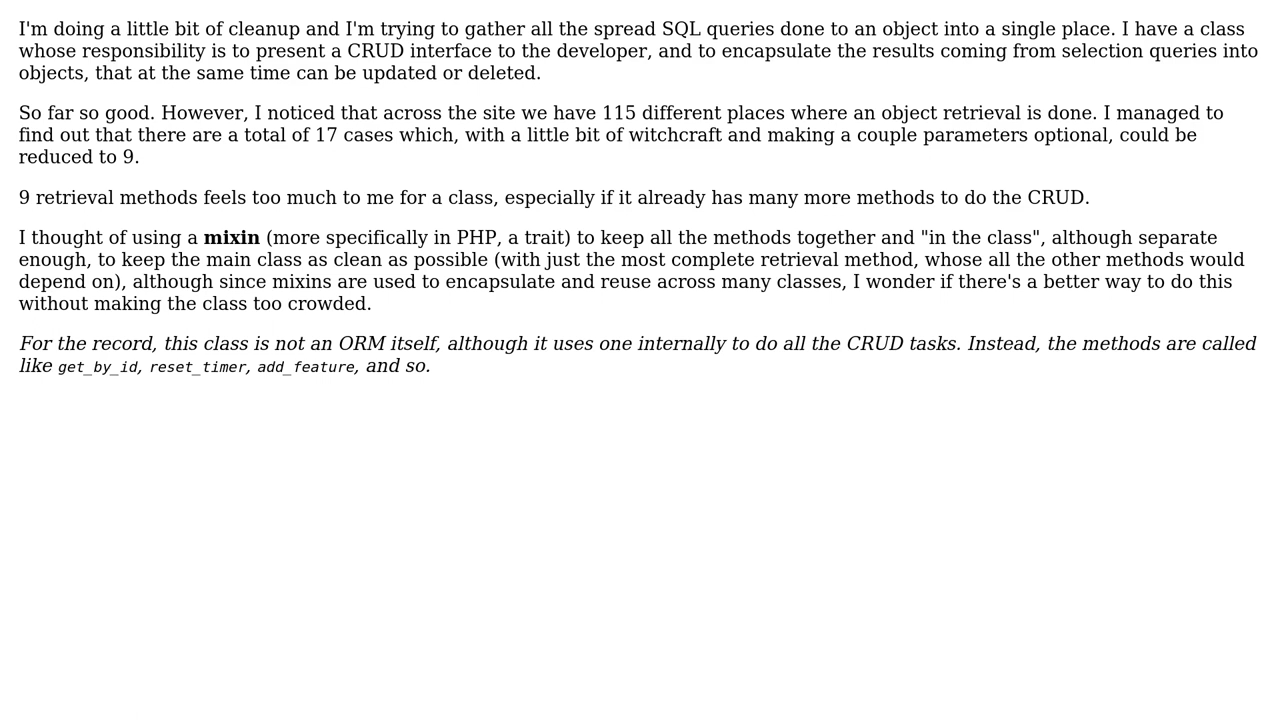 I'm doing a little bit of cleanup and I'm trying to gather all the spread SQL queries done to an object into a single place. I have a class
whose responsibility is to present a CRUD interface to the developer, and to encapsulate the results coming from selection queries into
objects, that at the same time can be updated or deleted.
So far so good. However, I noticed that across the site we have 115 different places where an object retrieval is done. I managed to
find out that there are a total of 17 cases which, with a little bit of witchcraft and making a couple parameters optional, could be
reduced to 9.
9 retrieval methods feels too much to me for a class, especially if it already has many more methods to do the CRUD.
I thought of using a mixin (more specifically in PHP, a trait) to keep all the methods together and "in the class", although separate
enough, to keep the main class as clean as possible (with just the most complete retrieval method, whose all the other methods would
depend on), although since mixins are used to encapsulate and reuse across many classes, I wonder if there's a better way to do this
without making the class too crowded.
For the record, this class is not an ORM itself, although it uses one internally to do all the CRUD tasks. Instead, the methods are called
like get_by_id, reset_timer, add_feature, and so.